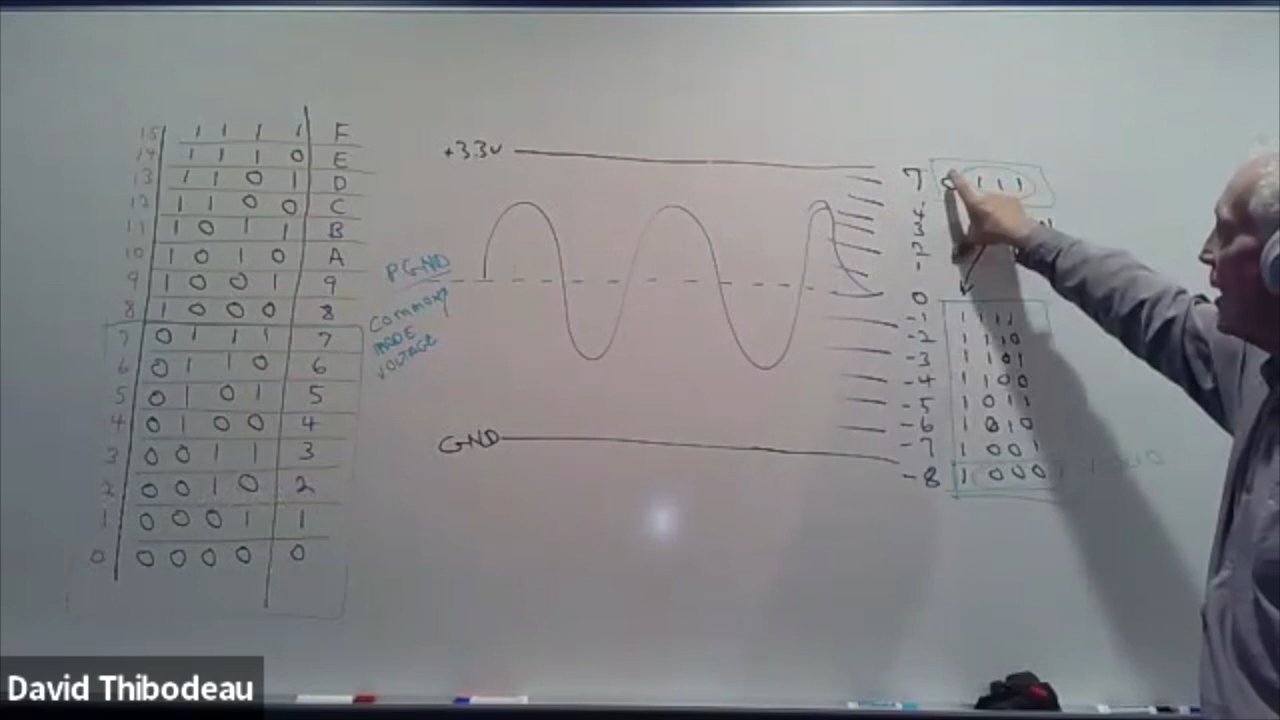 15 1 1 1 1 F
14 1 1 1 0 E
13 1 1 0 1 D
12 1 1 0 0 C
11 1 0 1 1 B
10 1 0 1 0 A
9 1 0 0 1 9
8 1 0 0 0 8
7 0 1 1 1 7
6 0 1 1 0 6
5 0 1 0 1 5
4 0 1 0 0 4
3 0 0 1 1 3
2 0 0 1 0 2
1 0 0 0 1 1
0 0 0 0 0 0
+3.3V
PGND
COMMON
MODE
VOLTAGE
GND
7 0 1 1 1
0
-1 1 1 1 1
-2 1 1 1 0
-3 1 1 0 1
-4 1 1 0 0
-5 1 0 1 1
-6 1 0 1 0
-7 1 0 0 1
-8 1 0 0 0
David Thibodeau